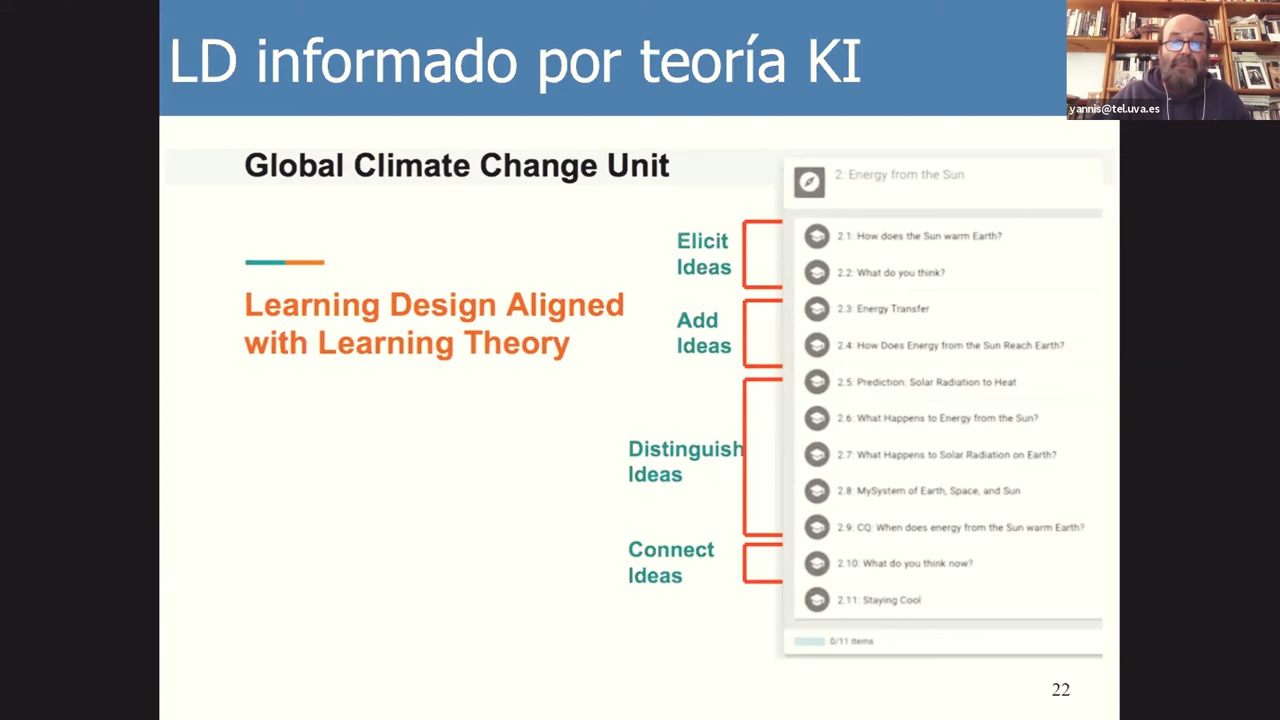 LD informado por teoría KI
yannis@tel.uva.es
Global Climate Change Unit
Learning Design Aligned
with Learning Theory
Elicit
Ideas
Add
Ideas
Distinguish
Ideas
Connect
Ideas
2: Energy from the Sun
2.1: How does the Sun warm Earth?
2.2: What do you think?
2.3: Energy Transfer
2.4: How Does Energy from the Sun Reach Earth?
2.5: Prediction: Solar Radiation to Heat
2.6: What Happens to Energy from the Sun?
2.7: What Happens to Solar Radiation on Earth?
2.8: MySystem of Earth, Space, and Sun
2.9: CQ: When does energy from the Sun warm Earth?
2.10: What do you think now?
2.11: Staying Cool
0/11 items
22